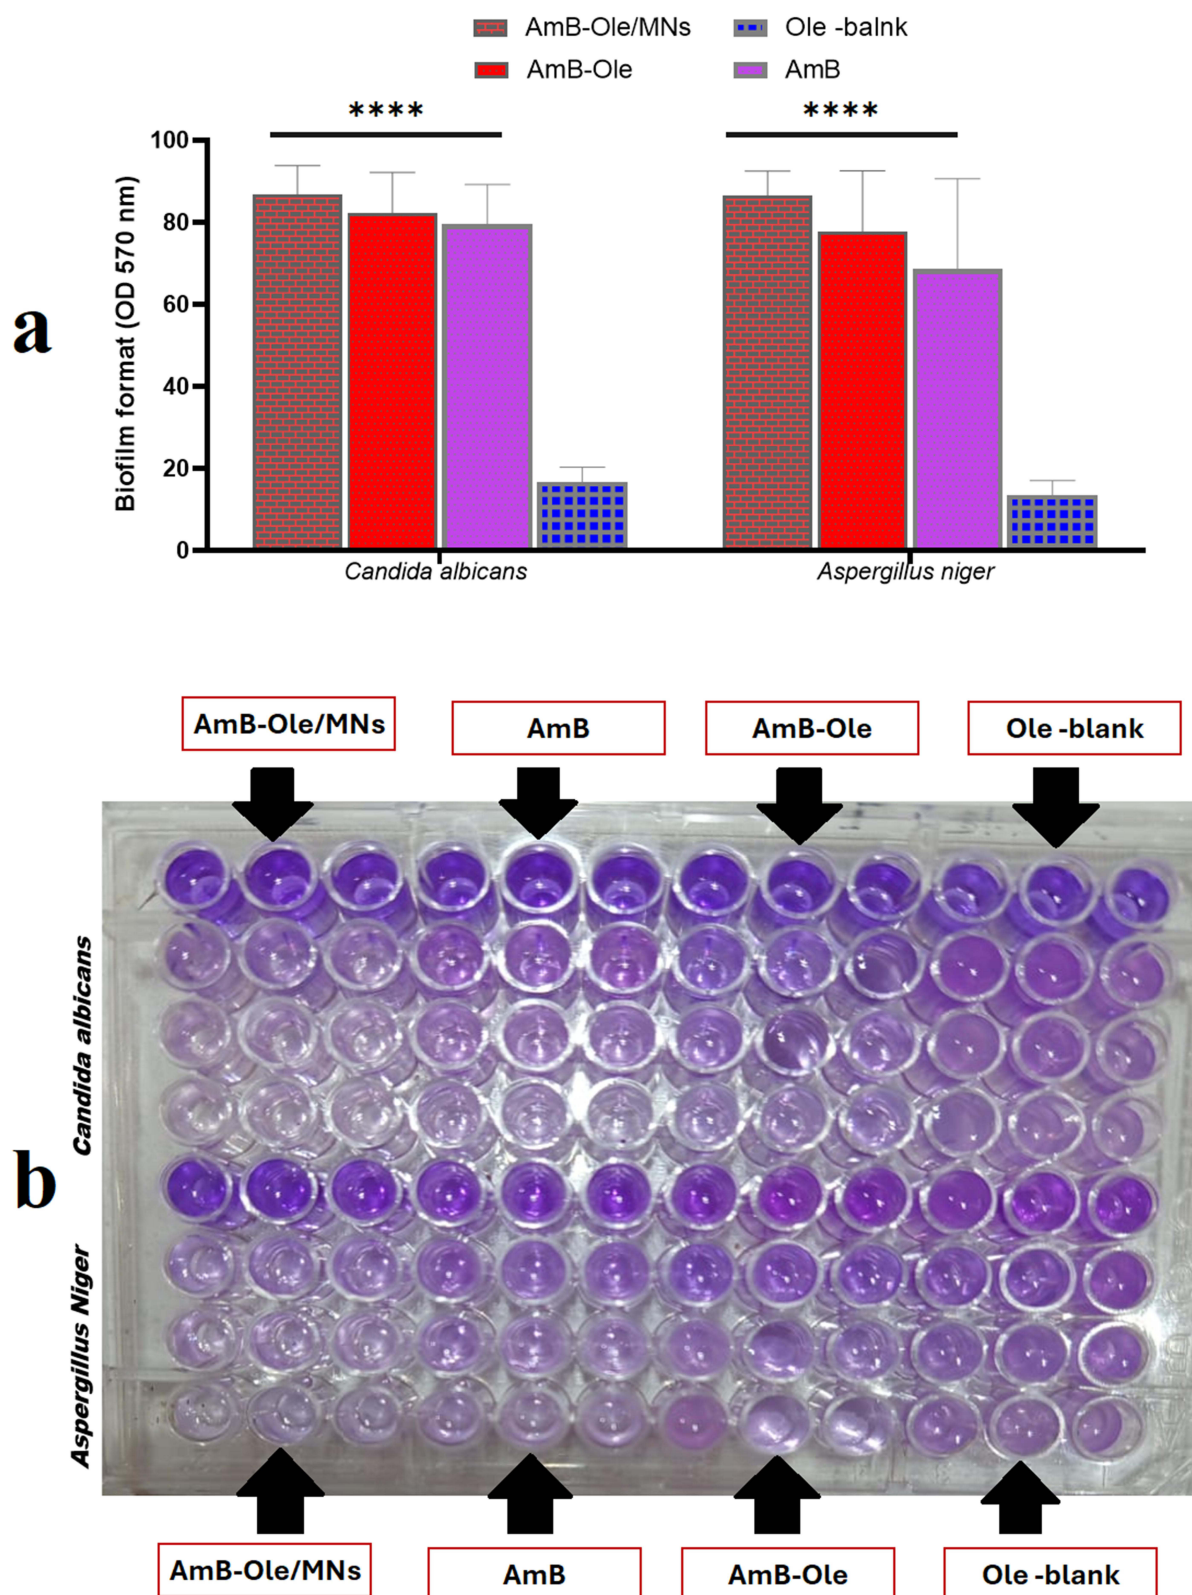 AmB-Ole/MNs Ole -balnk
AmB-Ole AmB
**** ****
a
Biofilm format (OD 570 nm)
100
80
60
40
20
0
Candida albicans Aspergillus niger
AmB-Ole/MNs AmB AmB-Ole Ole -blank
b
Candida albicans
Aspergillus Niger
AmB-Ole/MNs AmB AmB-Ole Ole -blank